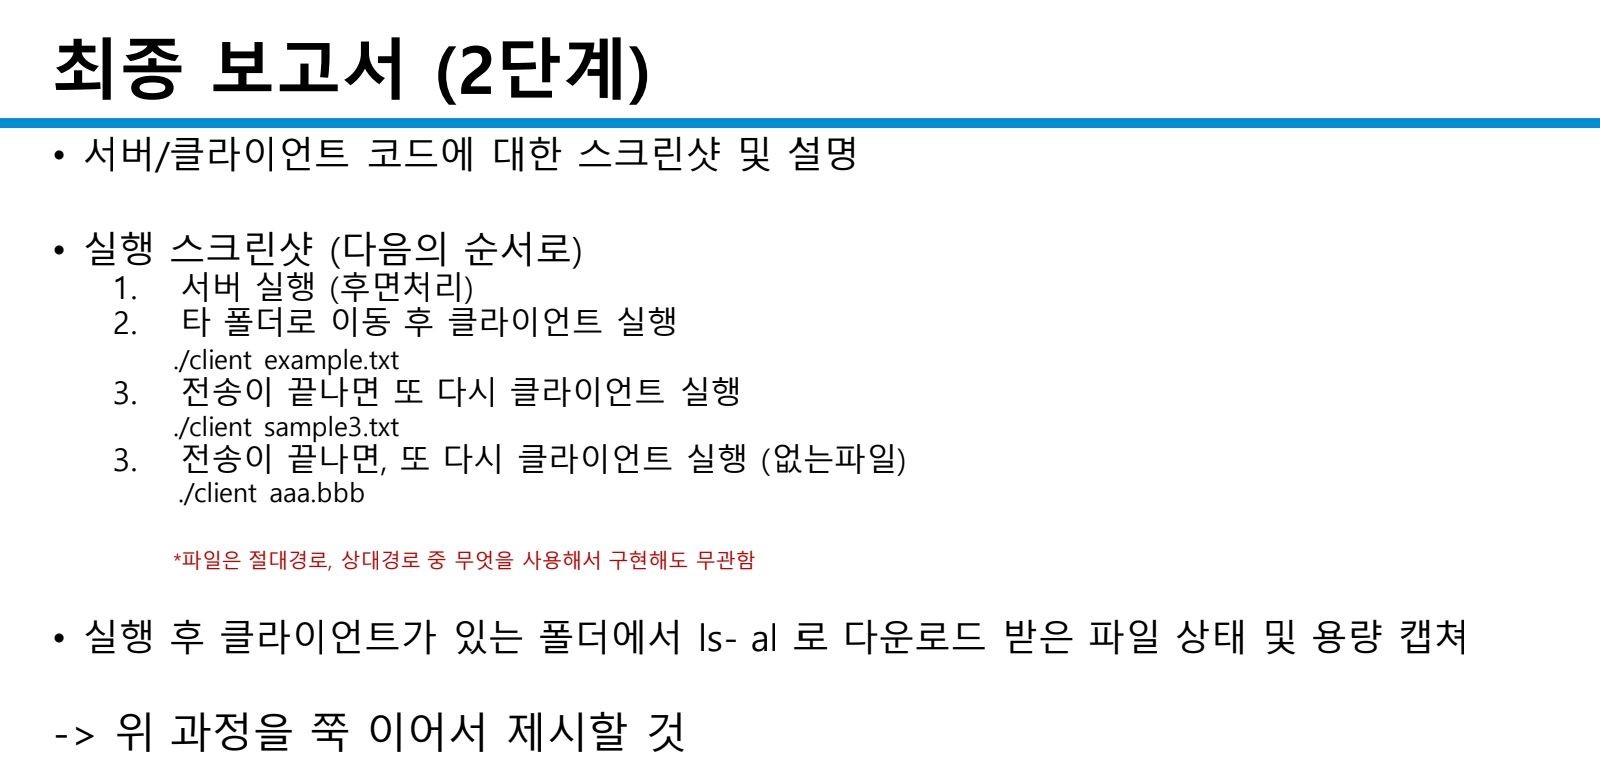 최종 보고서 (2단계)
• 서버/클라이언트 코드에 대한 스크린샷 및 설명
• 실행 스크린샷 (다음의 순서로)
1. 서버 실행 (후면처리)
2. 타 폴더로 이동 후 클라이언트 실행
./client example.txt
3. 전송이 끝나면 또 다시 클라이언트 실행
./client sample3.txt
3. 전송이 끝나면, 또 다시 클라이언트 실행 (없는파일)
./client aaa.bbb
*파일은 절대경로, 상대경로 중 무엇을 사용해서 구현해도 무관함
• 실행 후 클라이언트가 있는 폴더에서 ls- al 로 다운로드 받은 파일 상태 및 용량 캡쳐
-> 위 과정을 쭉 이어서 제시할 것